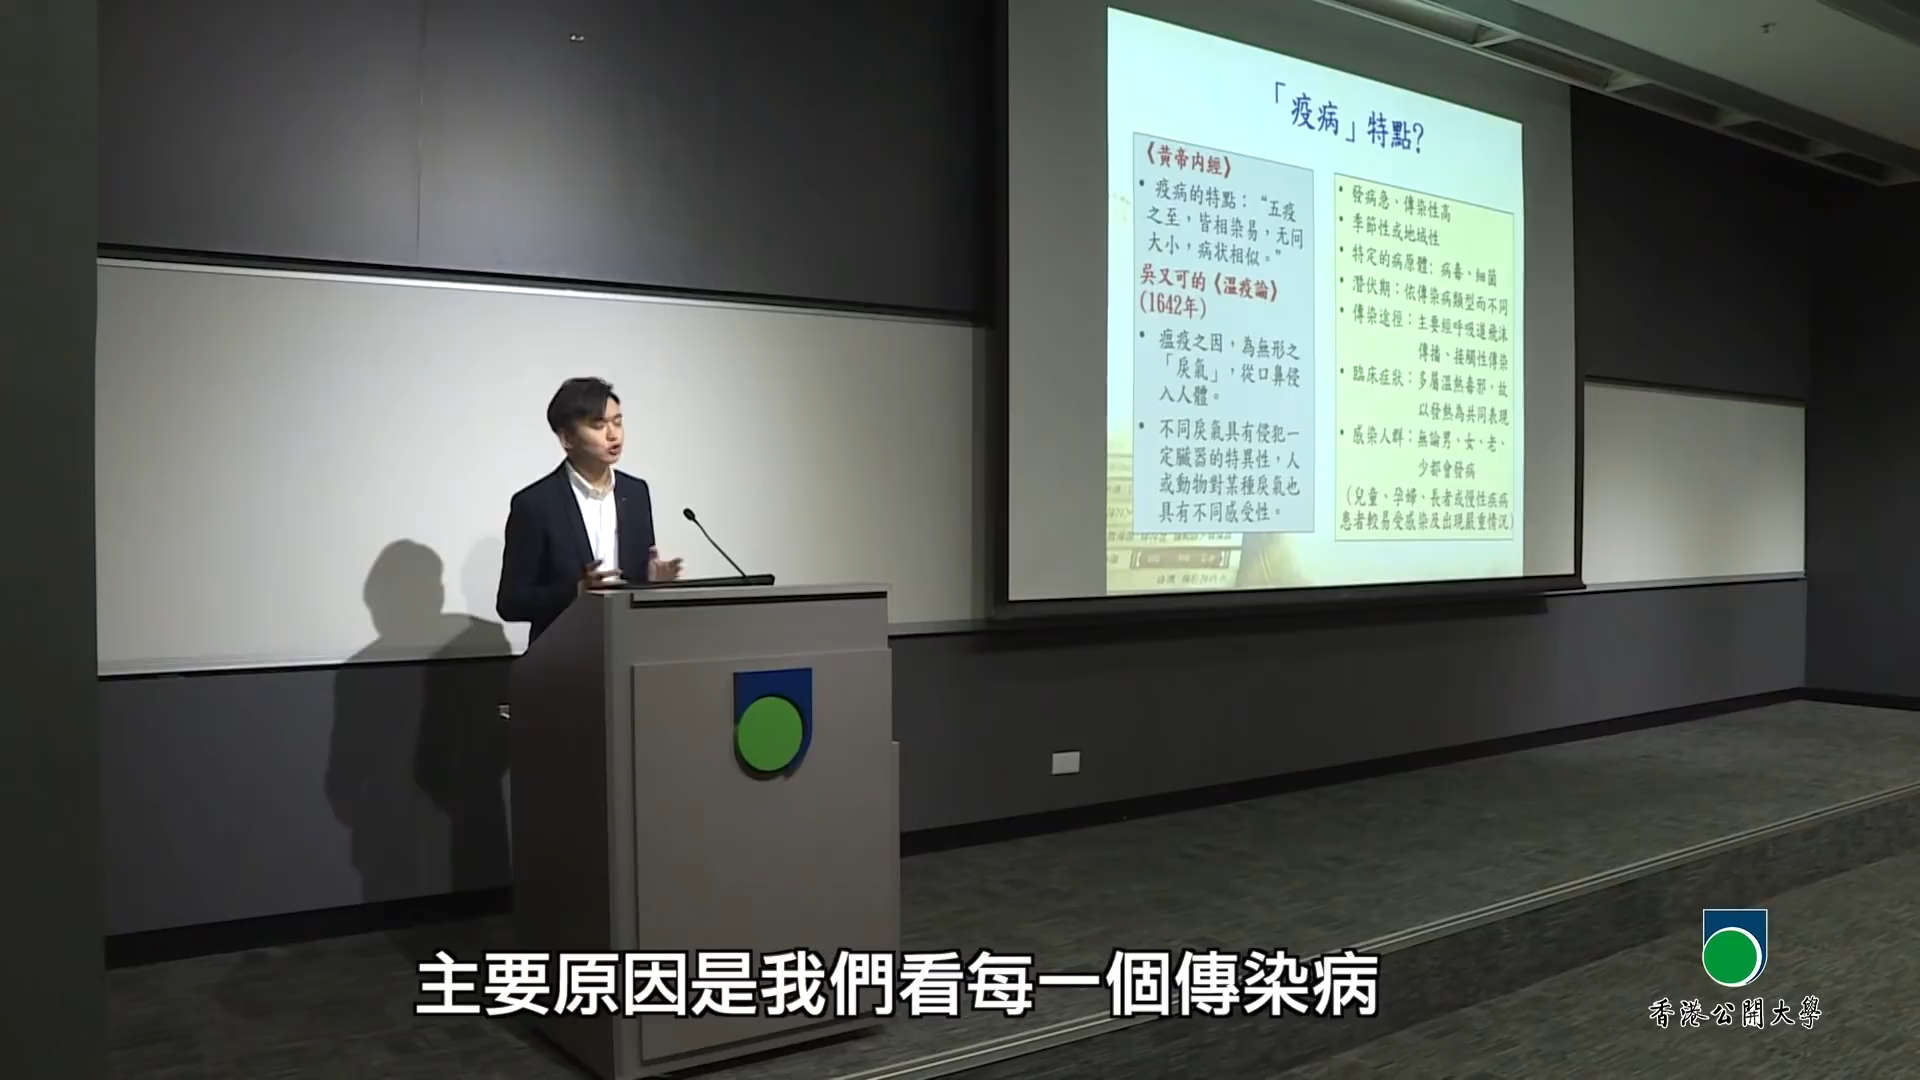 「疫病」特點?
《黃帝內經》
• 疫病的特點：“五疫
之至，皆相染易，无问
大小，病状相似。”
吳又可的《溫疫論》
(1642年)
• 瘟疫之因，為無形之
「戾氣」，從口鼻侵
入人體。
• 不同戾氣具有侵犯一
定臟器的特異性，人
或動物對某種戾氣也
具有不同感受性。
• 發病急、傳染性高
• 季節性或地域性
• 特定的病原體: 病毒、細菌
• 潛伏期：依傳染病類型而不同
• 傳染途徑：主要經呼吸道飛沫
傳播、接觸性傳染
• 臨床症狀：多屬溫熱毒邪，故
以發熱為共同表現
• 感染人群：無論男、女、老、
少都會發病
(兒童、孕婦、長者或慢性疾病
患者較易受感染及出現嚴重情況)
主要原因是我們看每一個傳染病
香港公開大學